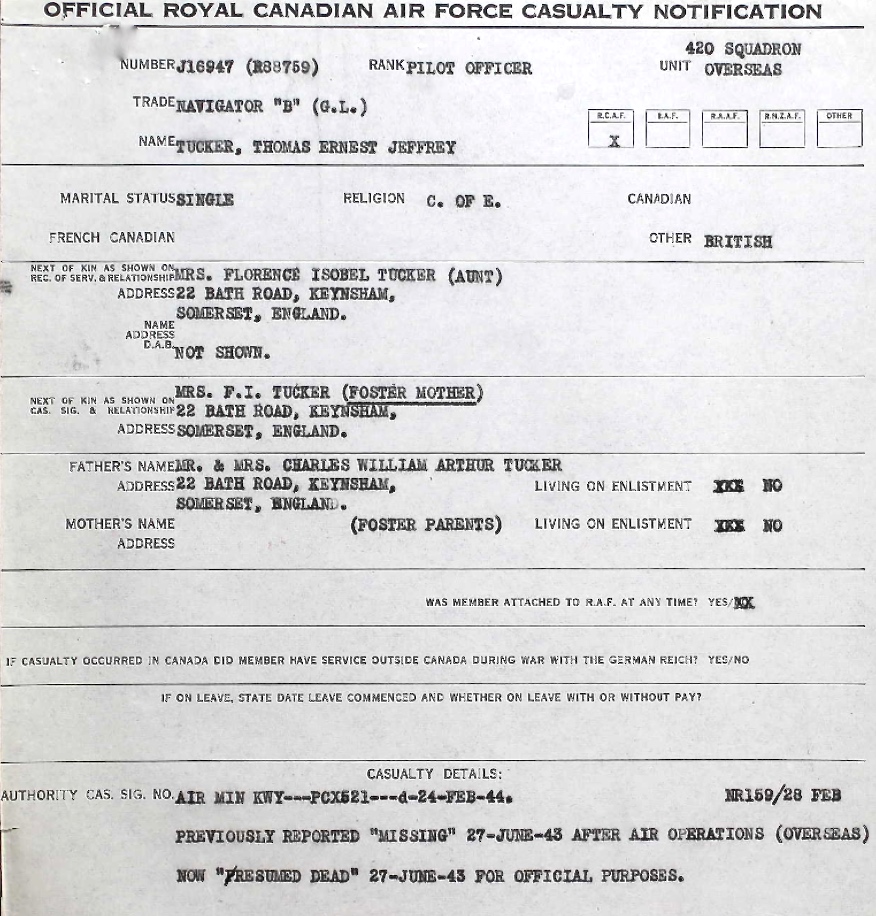 OFFICIAL ROYAL CANADIAN AIR FORCE CASUALTY NOTIFICATION
420 SQUADRON
NUMBER J16947 (R88759) RANK PILOT OFFICER UNIT OVERSEAS
TRADE NAVIGATOR "B" (G.L.)
R.C.A.F. R.A.F. R.A.A.F. R.N.Z.A.F. OTHER
X
NAME TUCKER, THOMAS ERNEST JEFFREY
MARITAL STATUS SINGLE RELIGION C. OF E. CANADIAN
FRENCH CANADIAN OTHER BRITISH
NEXT OF KIN AS SHOWN ON
REC. OF SERV. & RELATIONSHIP MRS. FLORENCE ISOBEL TUCKER (AUNT)
ADDRESS 22 BATH ROAD, KEYNSHAM,
SOMERSET, ENGLAND.
NAME
ADDRESS
D.A.B. NOT SHOWN.
MRS. F.I. TUCKER (FOSTER MOTHER)
NEXT OF KIN AS SHOWN ON
CAS. SIG. & RELATIONSHIP 22 BATH ROAD, KEYNSHAM,
ADDRESS SOMERSET, ENGLAND.
FATHER'S NAME MR. & MRS. CHARLES WILLIAM ARTHUR TUCKER
ADDRESS 22 BATH ROAD, KEYNSHAM, LIVING ON ENLISTMENT XXX NO
SOMERSET, ENGLAND.
MOTHER'S NAME (FOSTER PARENTS) LIVING ON ENLISTMENT XXX NO
ADDRESS
WAS MEMBER ATTACHED TO R.A.F. AT ANY TIME? YES/XX
IF CASUALTY OCCURRED IN CANADA DID MEMBER HAVE SERVICE OUTSIDE CANADA DURING WAR WITH THE GERMAN REICH? YES/NO
IF ON LEAVE, STATE DATE LEAVE COMMENCED AND WHETHER ON LEAVE WITH OR WITHOUT PAY?
CASUALTY DETAILS:
AUTHORITY CAS. SIG. NO. AIR MIN KWY---PCX521---d-24-FEB-44. NR159/28 FEB
PREVIOUSLY REPORTED "MISSING" 27-JUNE-43 AFTER AIR OPERATIONS (OVERSEAS)
NOW "PRESUMED DEAD" 27-JUNE-43 FOR OFFICIAL PURPOSES.